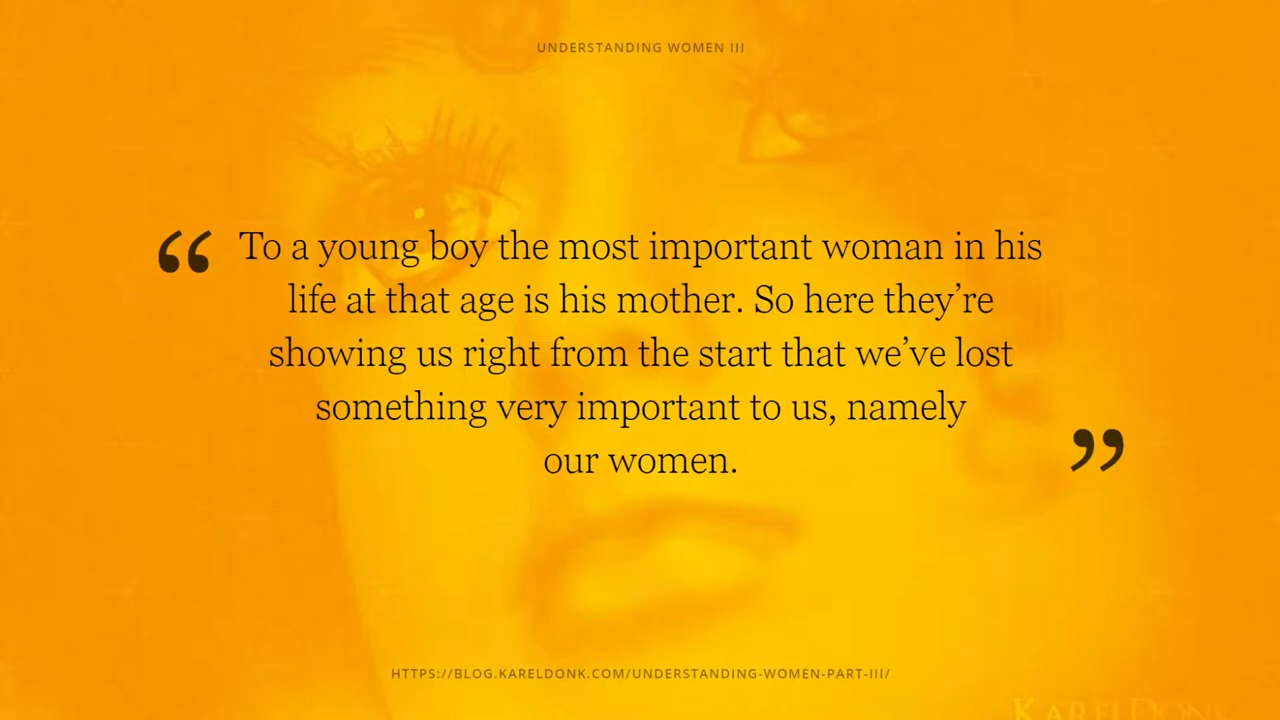 UNDERSTANDING WOMEN III
“ To a young boy the most important woman in his
life at that age is his mother. So here they’re
showing us right from the start that we’ve lost
something very important to us, namely
our women. ”
HTTPS://BLOG.KARELDONK.COM/UNDERSTANDING-WOMEN-PART-III/
KARELDONK